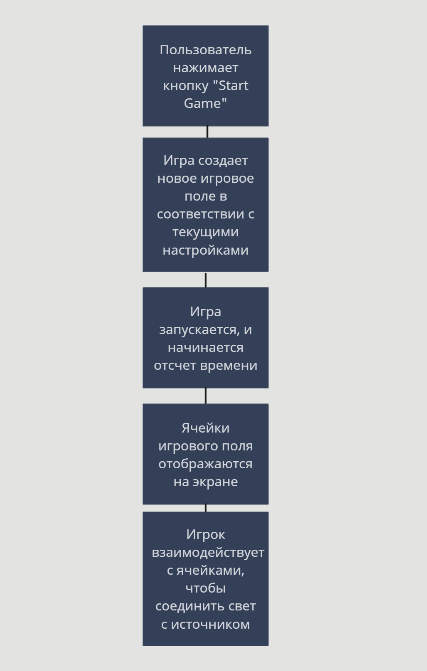 Пользователь
нажимает
кнопку "Start
Game"
Игра создает
новое игровое
поле в
соответствии с
текущими
настройками
Игра
запускается, и
начинается
отсчет времени
Ячейки
игрового поля
отображаются
на экране
Игрок
взаимодействует
с ячейками,
чтобы
соединить свет
с источником